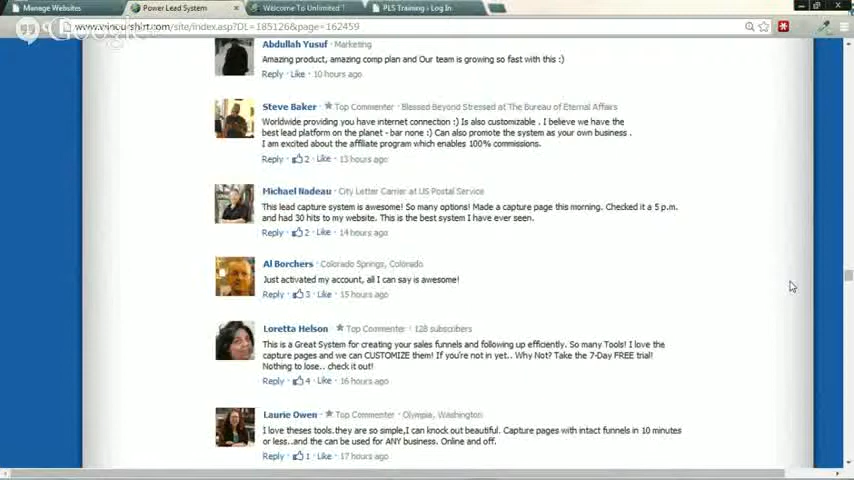 Manage Websites
Power Lead System
Welcome To Unlimited
PLS Training › Log In
www.winourshirt.com/site/index.asp?DL=185126&page=162459
Google+
Abdullah Yusuf · Marketing
Amazing product, amazing comp plan and Our team is growing so fast with this :)
Reply · Like · 10 hours ago
Steve Baker · Top Commenter · Blessed Beyond Stressed at The Bureau of Eternal Affairs
Worldwide providing you have internet connection :) Is also customizable . I believe we have the
best lead platform on the planet - bar none :) Can also promote the system as your own business .
I am excited about the affiliate program which enables 100% commissions.
Reply · 2 · Like · 13 hours ago
Michael Nadeau · City Letter Carrier at US Postal Service
This lead capture system is awesome! So many options! Made a capture page this morning. Checked it a 5 p.m.
and had 30 hits to my website. This is the best system I have ever seen.
Reply · 2 · Like · 14 hours ago
Al Borchers · Colorado Springs, Colorado
Just activated my account, all I can say is awesome!
Reply · 3 · Like · 15 hours ago
Loretta Helson · Top Commenter · 128 subscribers
This is a Great System for creating your sales funnels and following up efficiently. So many Tools! I love the
capture pages and we can CUSTOMIZE them! If you're not in yet.. Why Not? Take the 7-Day FREE trial!
Nothing to lose.. check it out!
Reply · 4 · Like · 16 hours ago
Laurie Owen · Top Commenter · Olympia, Washington
I love theses tools.they are so simple,I can knock out beautiful. Capture pages with intact funnels in 10 minutes
or less..and the can be used for ANY business. Online and off.
Reply · 1 · Like · 17 hours ago